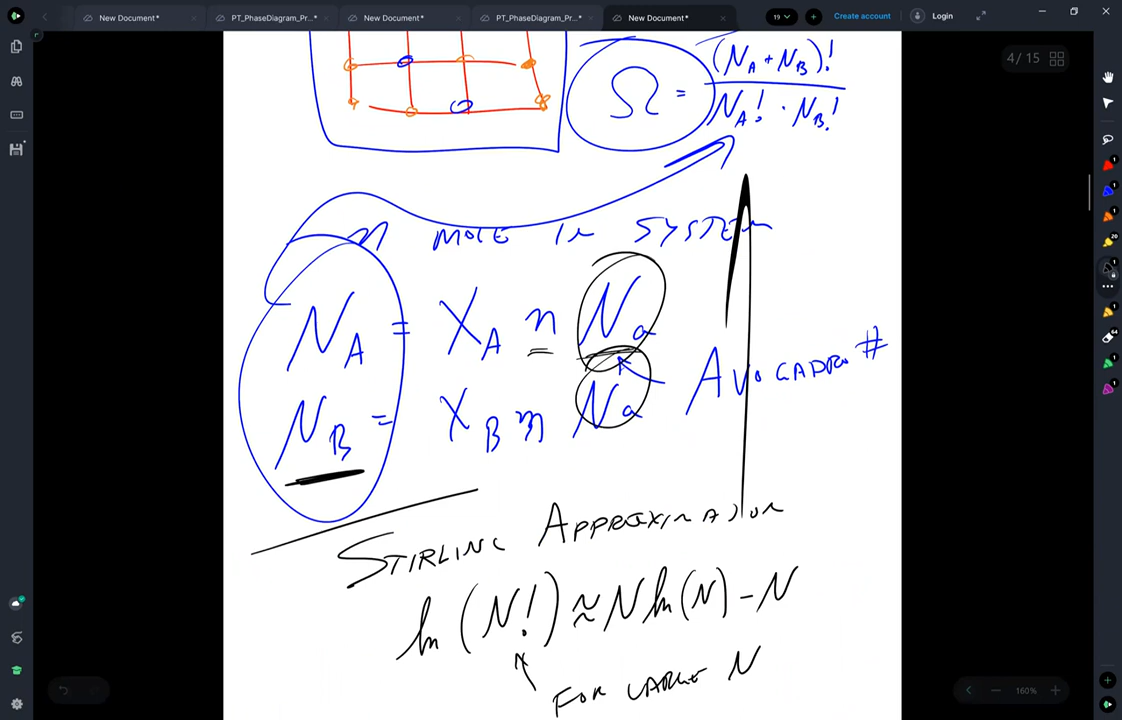 New Document*
PT_PhaseDiagram_Pr...*
New Document*
PT_PhaseDiagram_Pr...*
New Document*
19
Create account
Login
4 / 15
Ω = (N_A + N_B)! / N_A! · N_B!
n MOLE IN SYSTEM
N_A = X_A n N_a
AVOGADRO #
N_B = X_B n N_a
STIRLING APPROXIMATION
ln (N!) ≈ N ln(N) - N
FOR LARGE N
160%